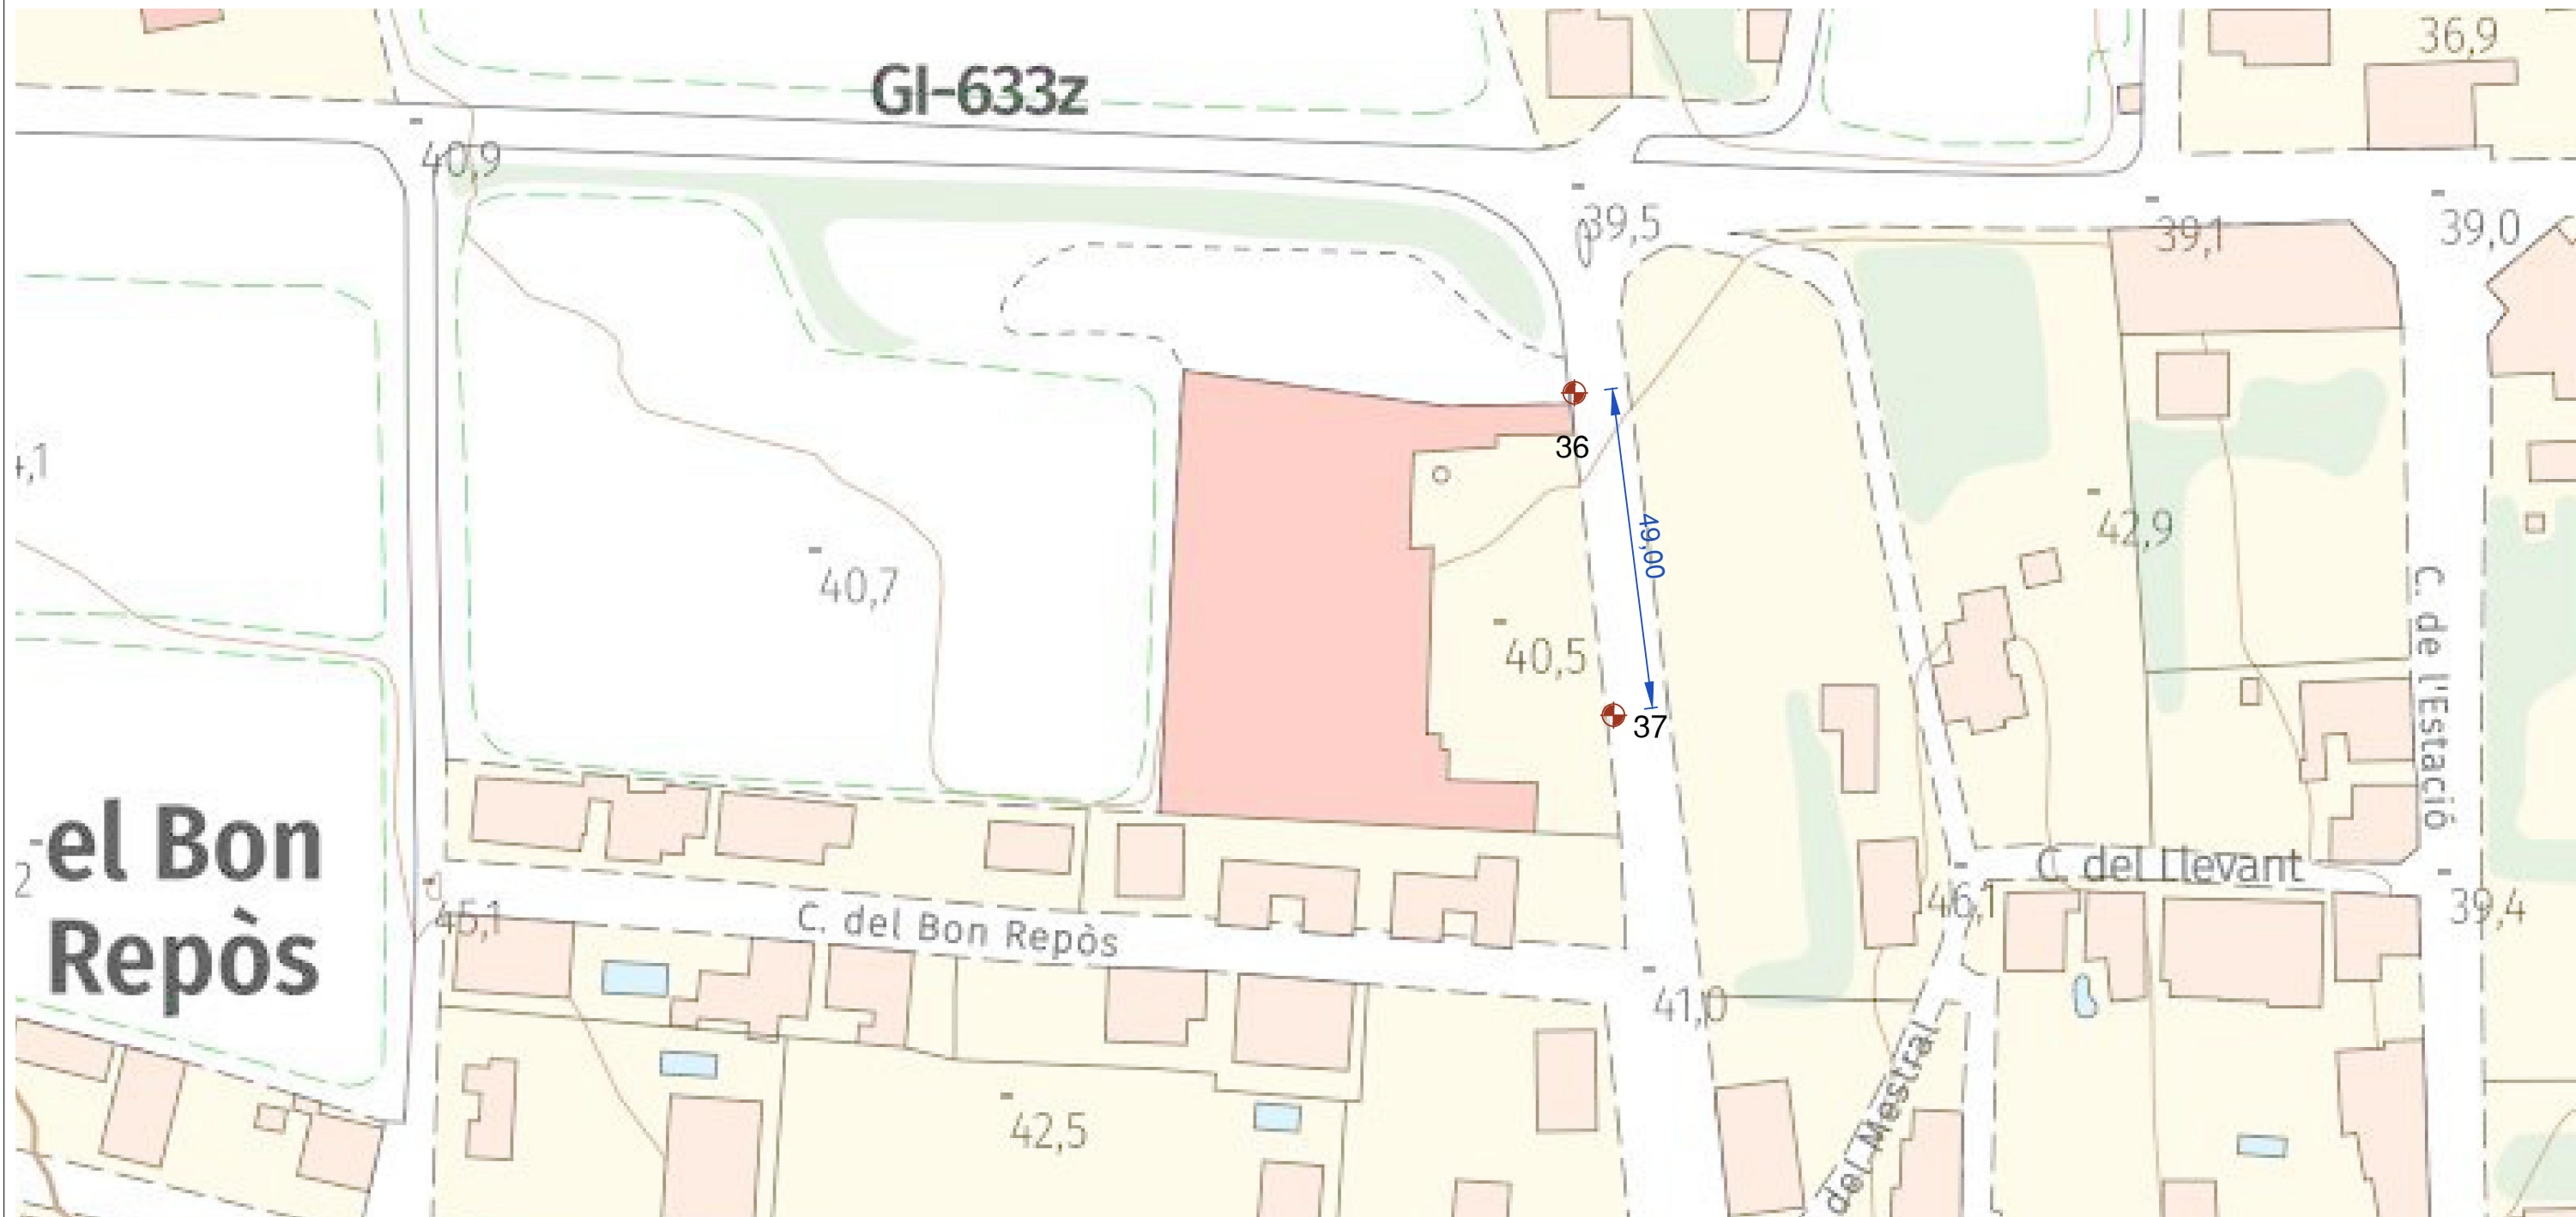 36,9
GI-633z
40,9
39,5
39,1
39,0
36
49,00
42,9
40,7
40,5
37
C. de l'Estació
el Bon
Repòs
C. del Llevant
46,1
39,4
45,1
C. del Bon Repòs
41,0
42,5
del Mestral